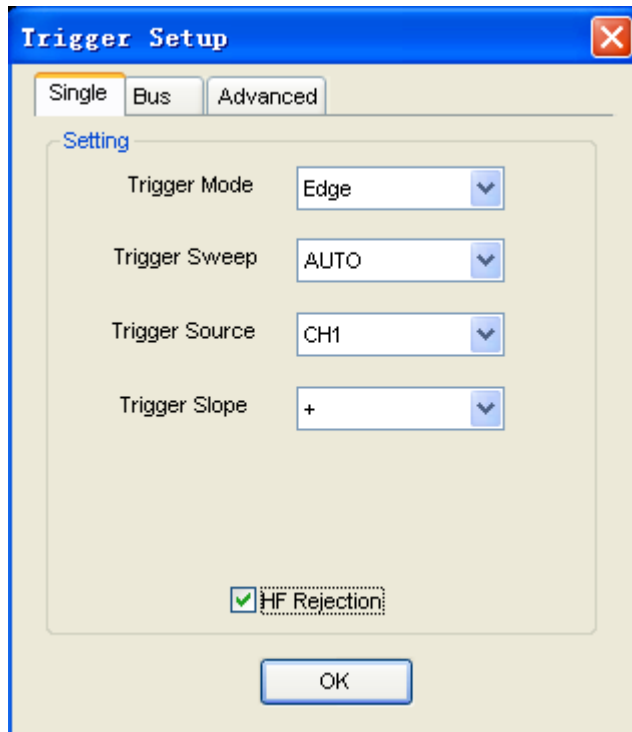 Trigger Setup
Single Bus Advanced
Setting
Trigger Mode Edge
Trigger Sweep AUTO
Trigger Source CH1
Trigger Slope +
HF Rejection
OK